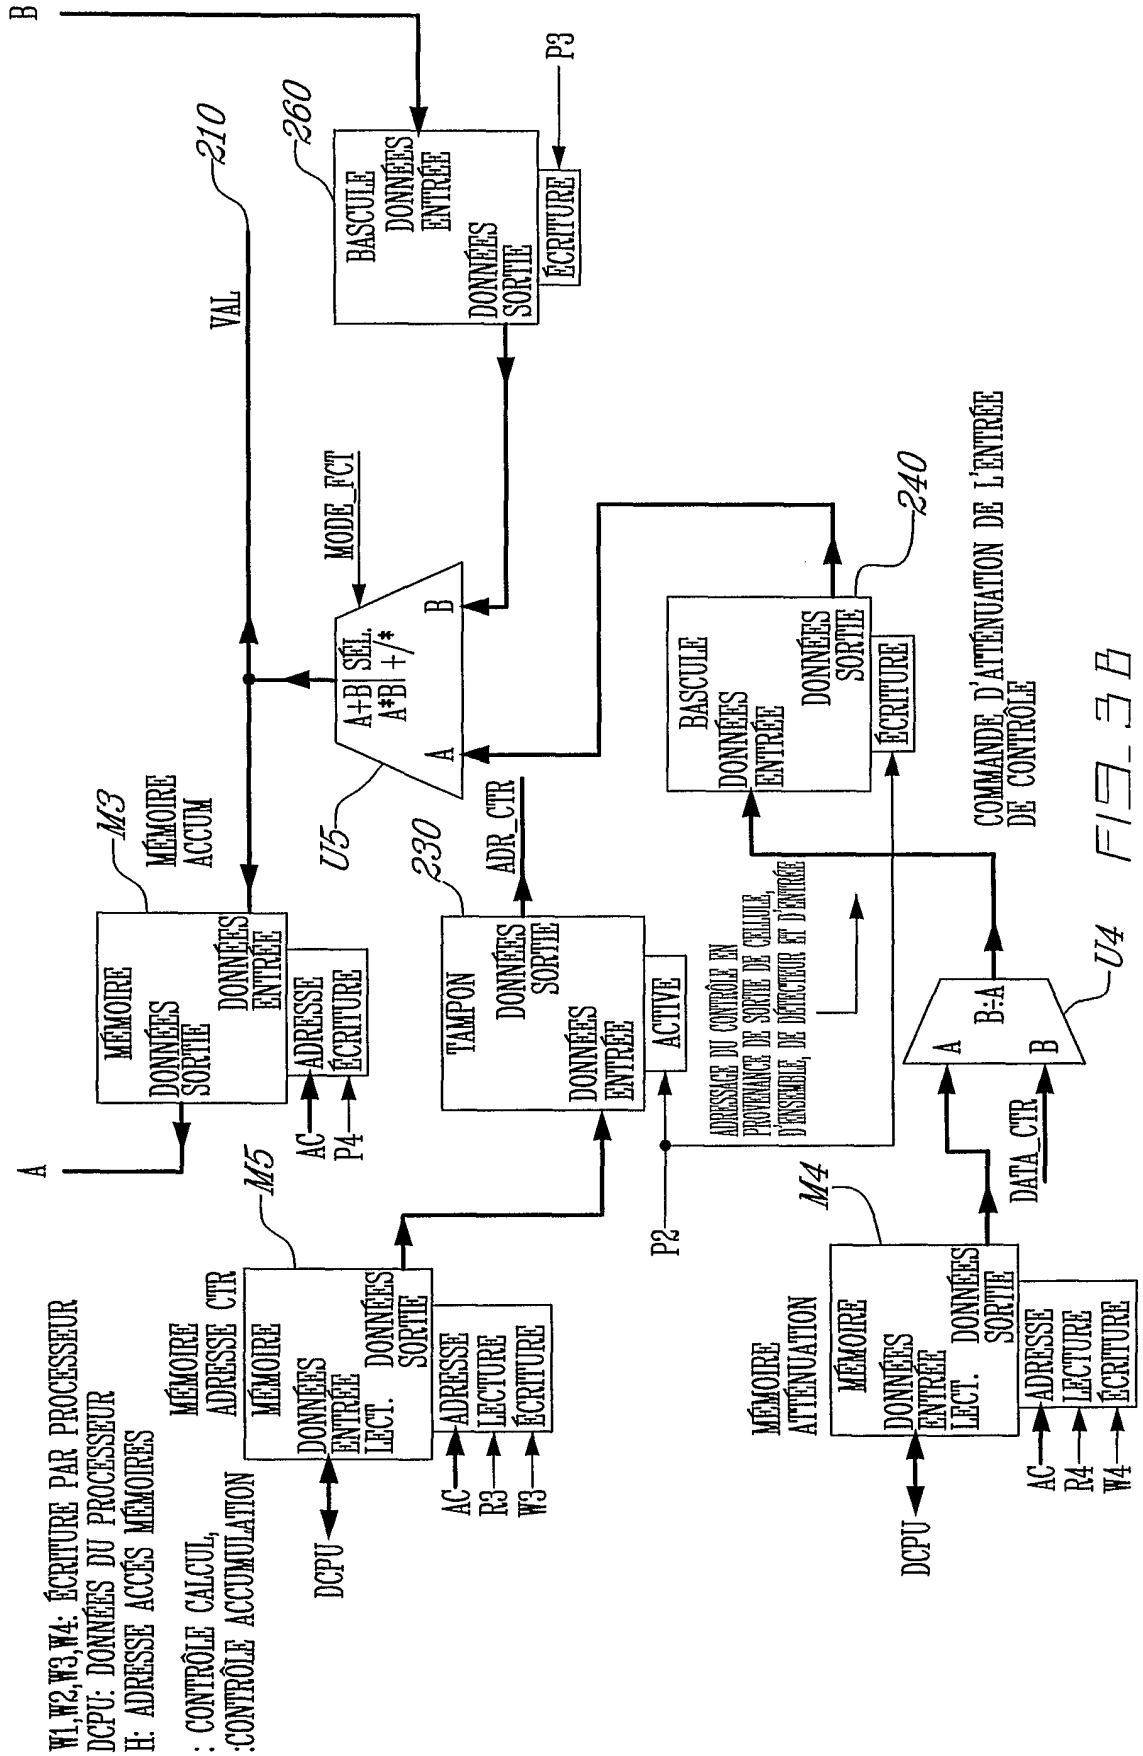 W1,W2,W3,W4: ÉCRITURE PAR PROCESSEUR
DCPU: DONNÉES DU PROCESSEUR
H: ADRESSE ACCÈS MÉMOIRES
: CONTRÔLE CALCUL,
:CONTRÔLE ACCUMULATION
A
B
M3
MÉMOIRE
ACCUM
MÉMOIRE
DONNÉES
SORTIE
DONNÉES
ENTRÉE
ADRESSE
ÉCRITURE
AC
P4
VAL
210
260
BASCULE
DONNÉES
ENTRÉE
DONNÉES
SORTIE
ÉCRITURE
P3
U5
A+B| SÉL.
A*B| +/*
A
B
MODE_FCT
MÉMOIRE
ADRESSE CTR
M5
MÉMOIRE
DONNÉES
ENTRÉE
LECT.
DONNÉES
SORTIE
ADRESSE
LECTURE
ÉCRITURE
DCPU
AC
R3
W3
230
TAMPON
DONNÉES
SORTIE
DONNÉES
ENTRÉE
ACTIVE
ADR_CTR
P2
ADRESSAGE DU CONTRÔLE EN
PROVENANCE DE SORTIE DE CELLULE,
D'ENSEMBLE, DE DÉTECTEUR ET D'ENTRÉE
BASCULE
DONNÉES
ENTRÉE
DONNÉES
SORTIE
ÉCRITURE
240
MÉMOIRE
ATTÉNUATION
M4
MÉMOIRE
DONNÉES
ENTRÉE
LECT.
DONNÉES
SORTIE
ADRESSE
LECTURE
ÉCRITURE
DCPU
AC
R4
W4
DATA_CTR
A
B
B÷A
U4
COMMANDE D'ATTÉNUATION DE L'ENTRÉE
DE CONTRÔLE
FIG_3B